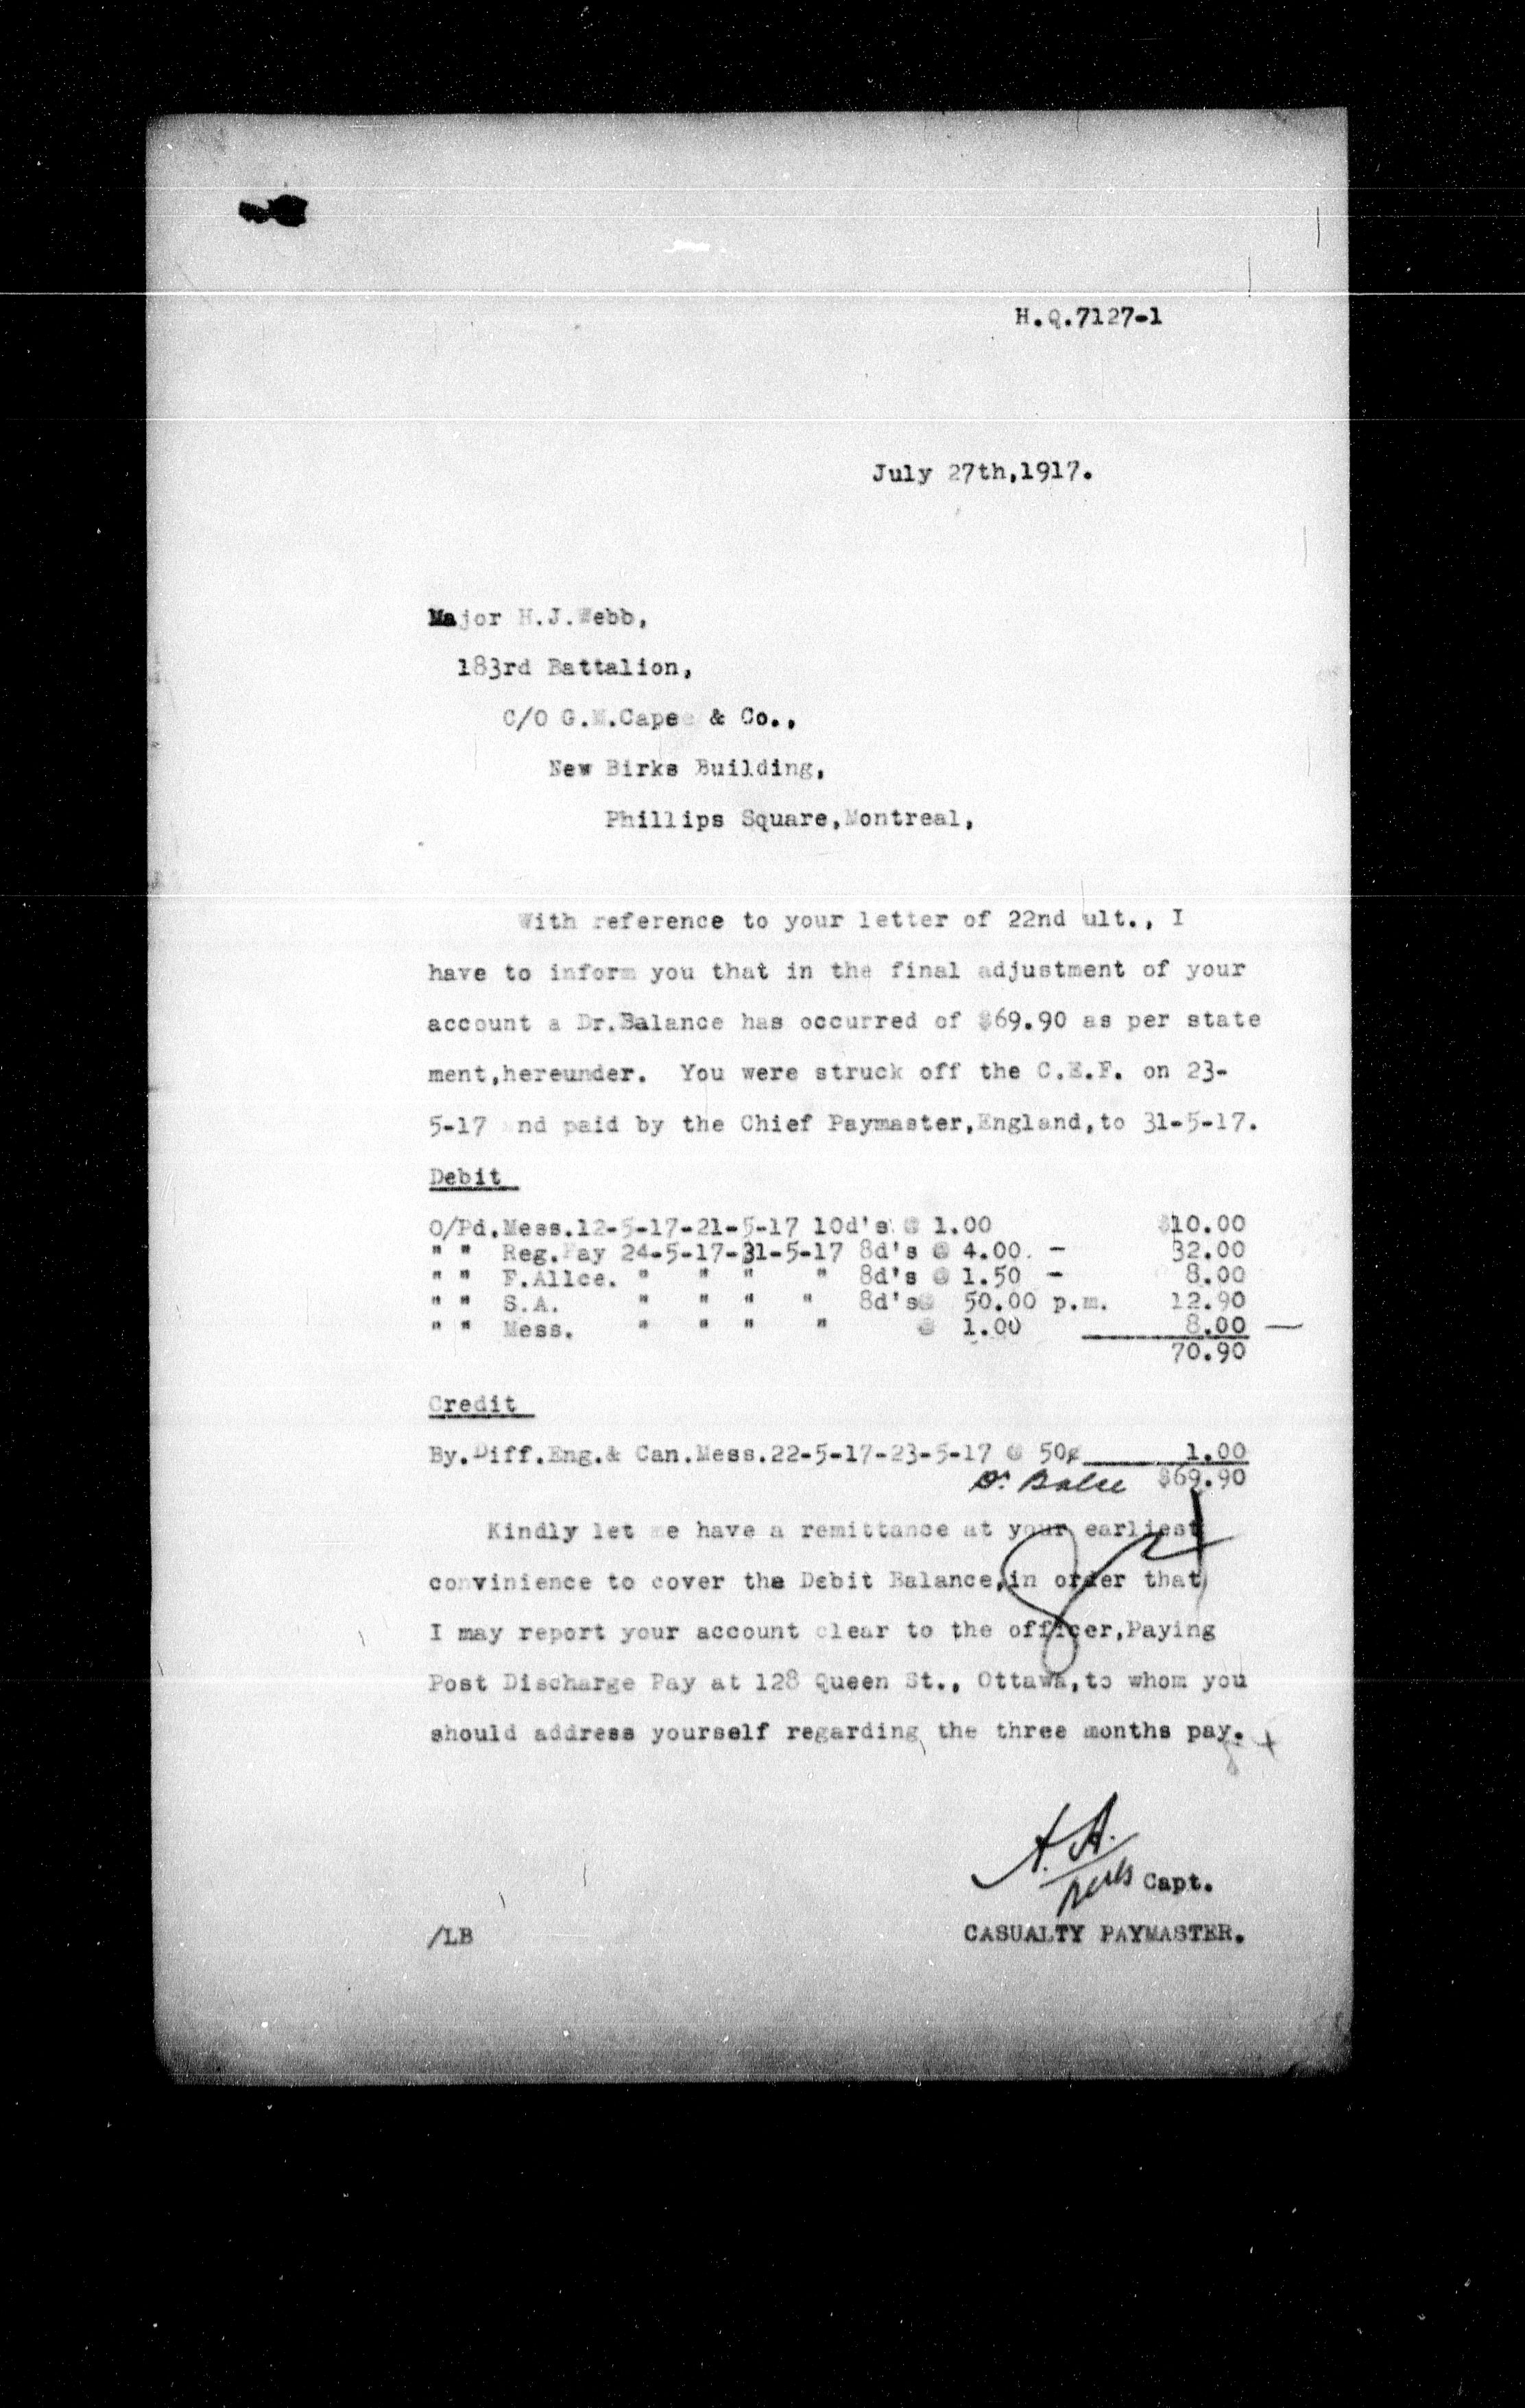 H.Q.7127-1
July 27th,1917.
Major H.J.Webb,
183rd Battalion,
C/O G.M.Cape & Co.,
New Birks Building,
Phillips Square,Montreal,
With reference to your letter of 22nd ult., I
have to inform you that in the final adjustment of your
account a Dr.Balance has occurred of $69.90 as per state
ment,hereunder. You were struck off the C.E.F. on 23-
5-17 nd paid by the Chief Paymaster,England,to 31-5-17.
Debit
O/Pd.Mess.12-5-17-21-5-17 10d's @ 1.00 $10.00
" " Reg.Pay 24-5-17-31-5-17 8d's @ 4.00. - 32.00
" " F.Allce. " " " " 8d's @ 1.50 - 8.00
" " S.A. " " " " 8d's@ 50.00 p.m. 12.90
" " Mess. " " " " @ 1.00 8.00 —
70.90
Credit
By.Diff.Eng.& Can.Mess.22-5-17-23-5-17 @ 50¢ 1.00
Dr. Balce $69.90
Kindly let me have a remittance at your earliest
convinience to cover the Debit Balance,in order that
I may report your account clear to the officer,Paying
Post Discharge Pay at 128 Queen St., Ottawa,to whom you
should address yourself regarding the three months pay.
Capt.
/LB CASUALTY PAYMASTER.